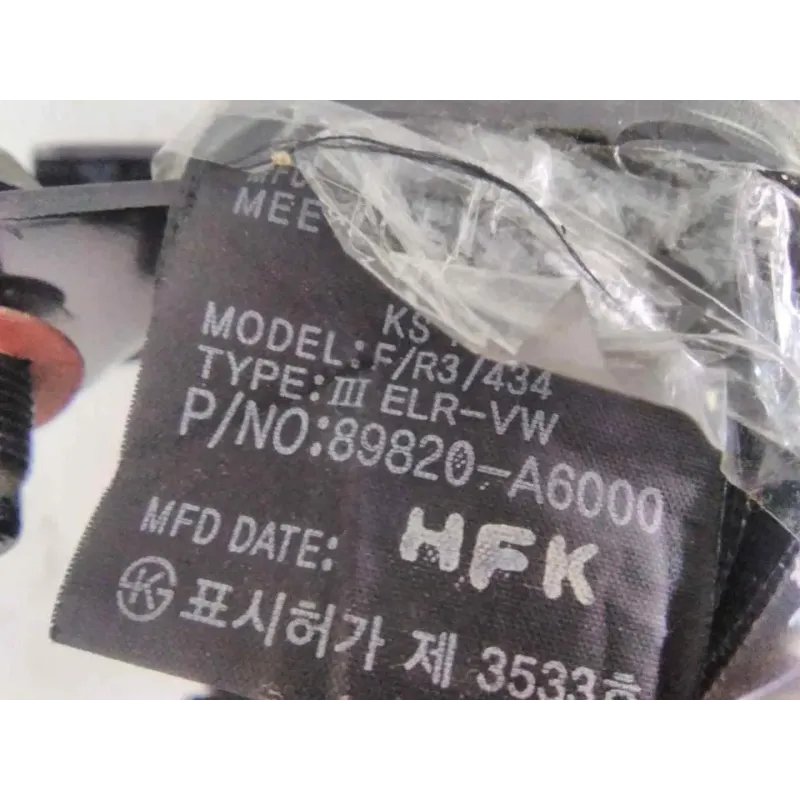 MFD
MEE
KS
MODEL: F/R3/434
TYPE: III ELR-VW
P/NO: 89820-A6000
MFD DATE: HFK
표시허가 제 3533호